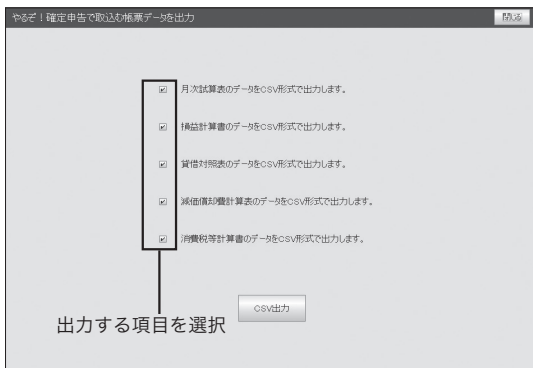 やるぞ！確定申告で取込む帳票データを出力
閉じる
月次試算表のデータをCSV形式で出力します。
損益計算書のデータをCSV形式で出力します。
貸借対照表のデータをCSV形式で出力します。
減価償却費計算表のデータをCSV形式で出力します。
消費税等計算書のデータをCSV形式で出力します。
CSV出力
出力する項目を選択